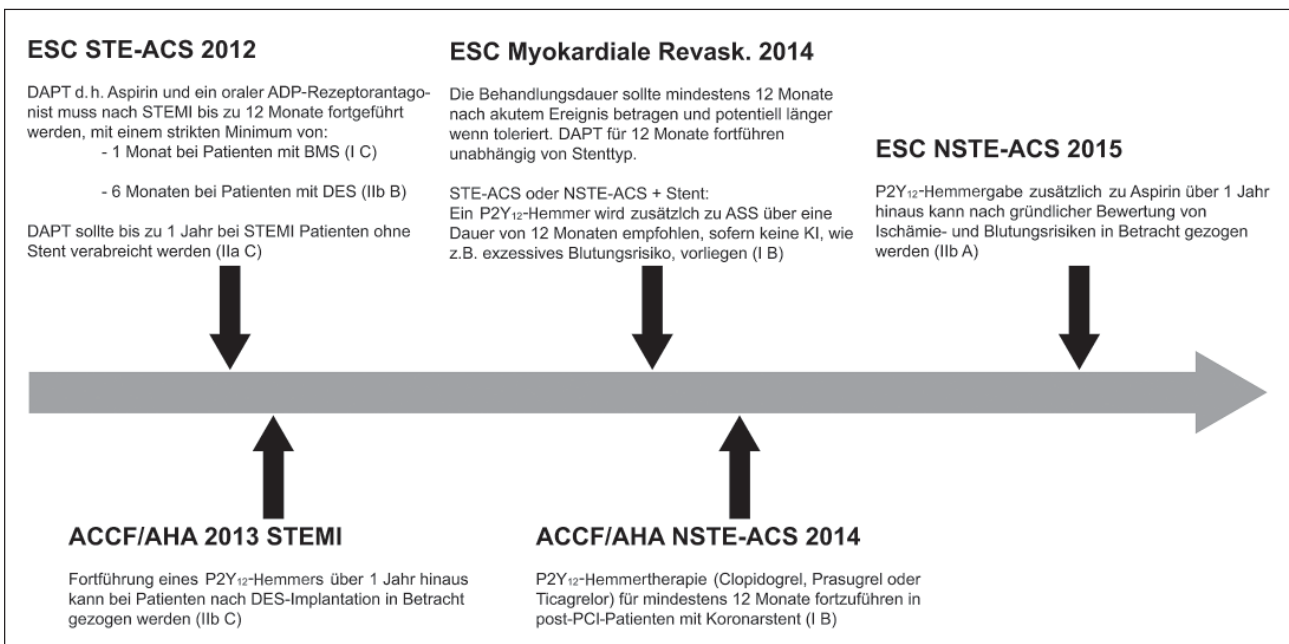 ESC STE-ACS 2012
DAPT d. h. Aspirin und ein oraler ADP-Rezeptorantago-
nist muss nach STEMI bis zu 12 Monate fortgeführt
werden, mit einem strikten Minimum von:
- 1 Monat bei Patienten mit BMS (I C)
- 6 Monaten bei Patienten mit DES (IIb B)
DAPT sollte bis zu 1 Jahr bei STEMI Patienten ohne
Stent verabreicht werden (IIa C)
ESC Myokardiale Revask. 2014
Die Behandlungsdauer sollte mindestens 12 Monate
nach akutem Ereignis betragen und potentiell länger
wenn toleriert. DAPT für 12 Monate fortführen
unabhängig von Stenttyp.
STE-ACS oder NSTE-ACS + Stent:
Ein P2Y₁₂-Hemmer wird zusätzlch zu ASS über eine
Dauer von 12 Monaten empfohlen, sofern keine KI, wie
z.B. exzessives Blutungsrisiko, vorliegen (I B)
ESC NSTE-ACS 2015
P2Y₁₂-Hemmergabe zusätzlich zu Aspirin über 1 Jahr
hinaus kann nach gründlicher Bewertung von
Ischämie- und Blutungsrisiken in Betracht gezogen
werden (IIb A)
ACCF/AHA 2013 STEMI
Fortführung eines P2Y₁₂-Hemmers über 1 Jahr hinaus
kann bei Patienten nach DES-Implantation in Betracht
gezogen werden (IIb C)
ACCF/AHA NSTE-ACS 2014
P2Y₁₂-Hemmertherapie (Clopidogrel, Prasugrel oder
Ticagrelor) für mindestens 12 Monate fortzuführen in
post-PCI-Patienten mit Koronarstent (I B)